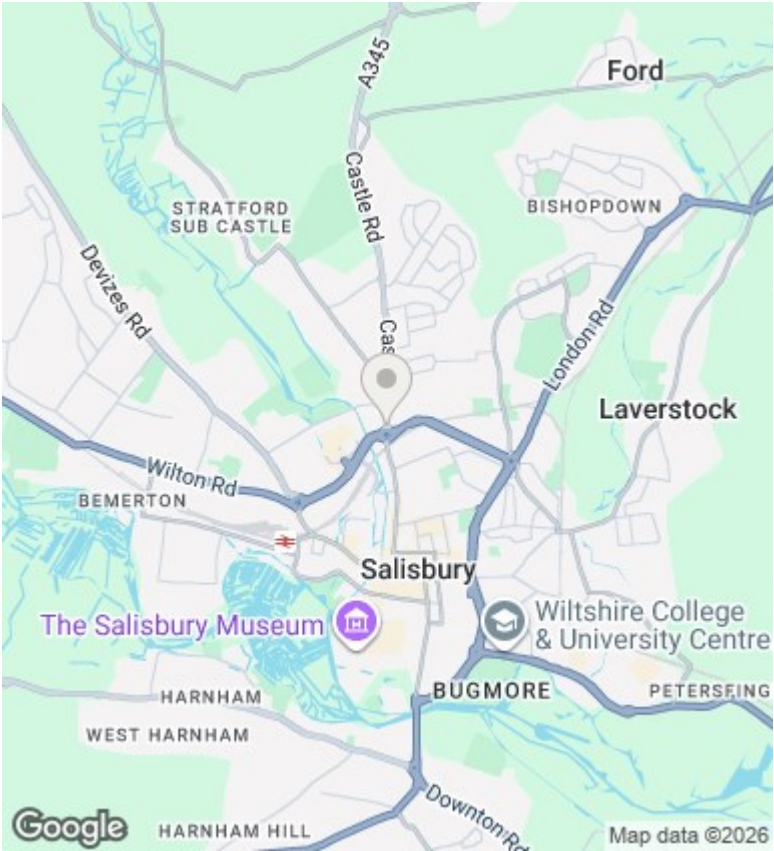 A345
Ford
Castle Rd
STRATFORD
SUB CASTLE
BISHOPDOWN
Devizes Rd
Cas
London Rd
Laverstock
Wilton Rd
BEMERTON
Salisbury
The Salisbury Museum
Wiltshire College
& University Centre
HARNHAM
BUGMORE
PETERSFING
WEST HARNHAM
Downton Rd
Google
HARNHAM HILL
Map data ©2026